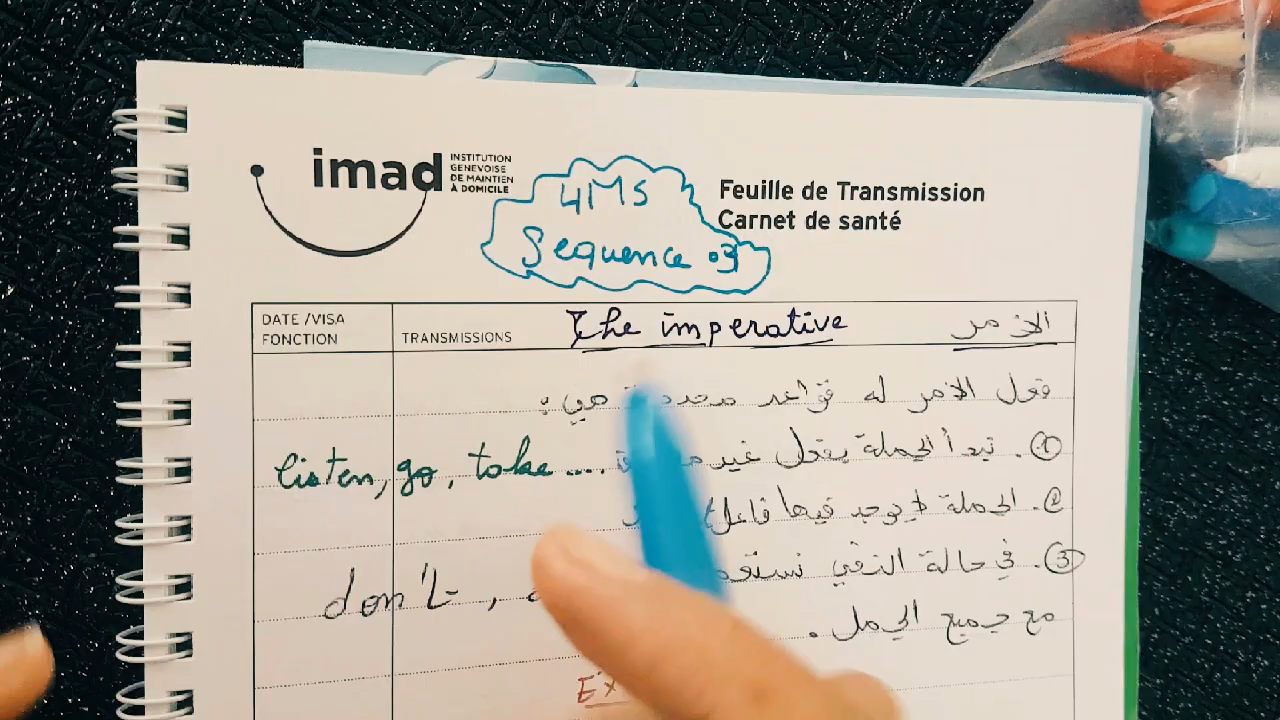 imad
INSTITUTION
GENEVOISE
DE MAINTIEN
À DOMICILE
4MS
Sequence 03
Feuille de Transmission
Carnet de santé
DATE / VISA
FONCTION
TRANSMISSIONS
The imperative
الأمر
فعل الأمر له قواعد هي:
① . تبدأ الجملة بفعل غير
listen, go, take ....
② . الجملة لا يوجد فيها فاعل
③ . في حالة النفي
don't ,
مع جميع الجمل .